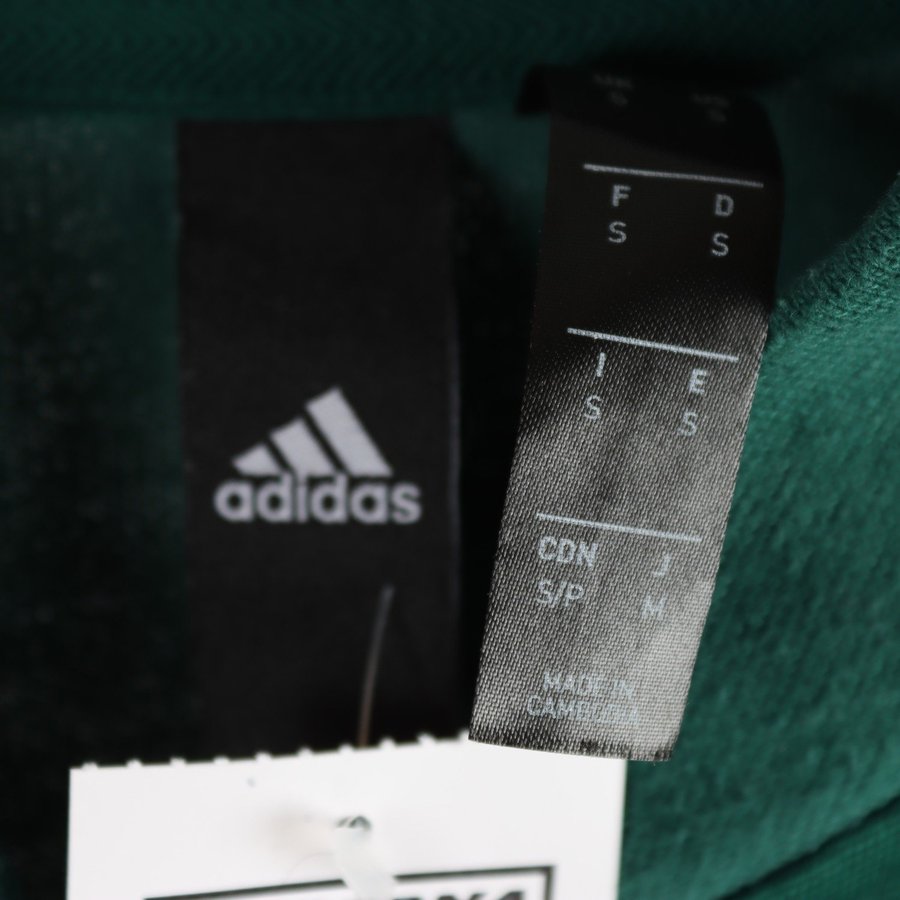 adidas
F D
S S
I E
S S
CDN J
S/P M
MADE IN
CAMBODIA